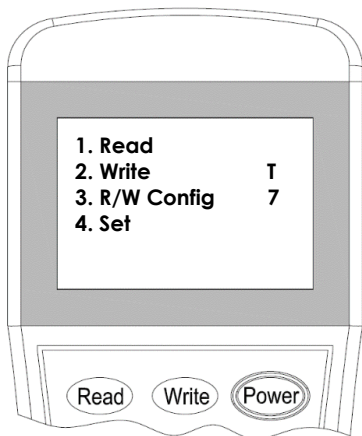 1. Read
2. Write T
3. R/W Config 7
4. Set
Read Write Power